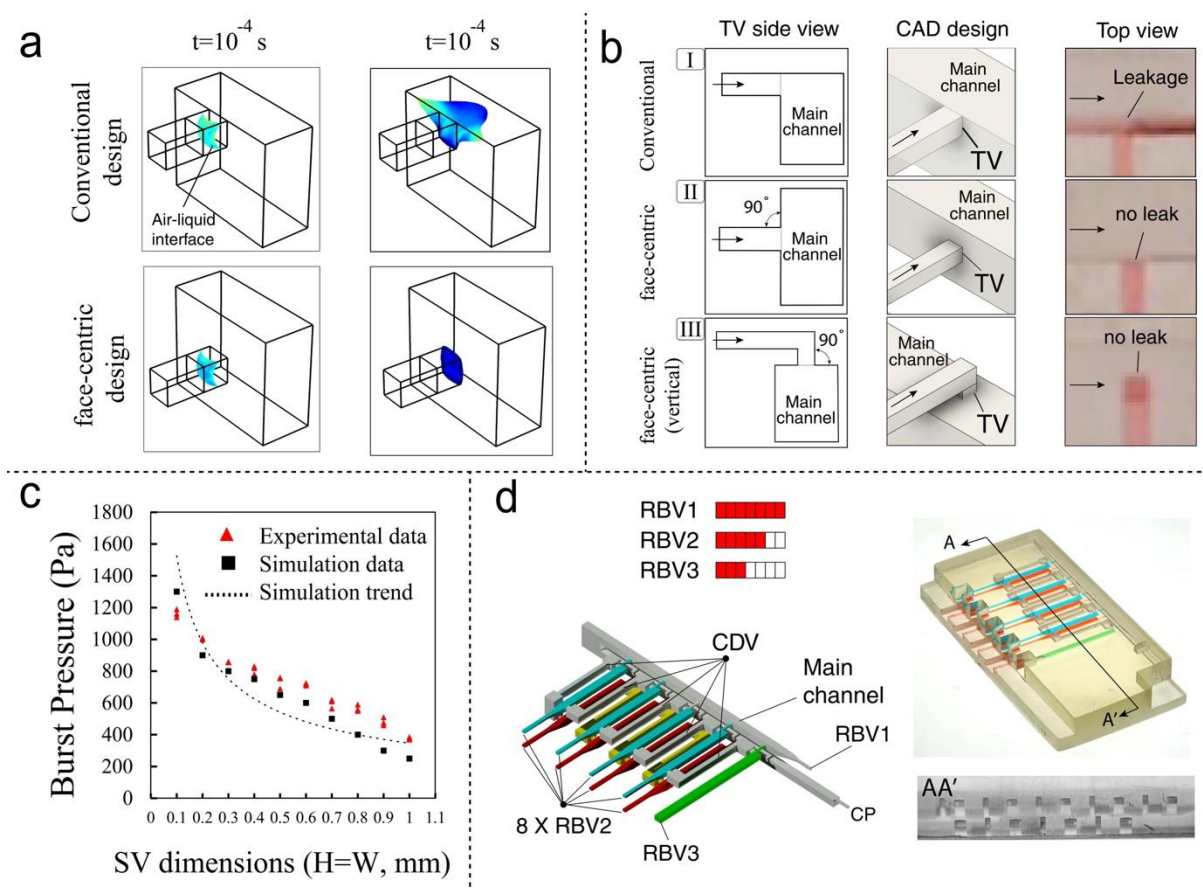 a
t=10⁻⁴ s
t=10⁻⁴ s
Conventional
design
Air-liquid
interface
face-centric
design
b
TV side view
CAD design
Top view
Conventional
I
Main
channel
Main
channel
TV
Leakage
face-centric
II
90°
Main
channel
Main
channel
TV
no leak
face-centric
(vertical)
III
90°
Main
channel
Main
channel
TV
no leak
c
Burst Pressure (Pa)
1800
1600
1400
1200
1000
800
600
400
200
0
Experimental data
Simulation data
Simulation trend
0 0.1 0.2 0.3 0.4 0.5 0.6 0.7 0.8 0.9 1 1.1
SV dimensions (H=W, mm)
d
RBV1
RBV2
RBV3
CDV
Main
channel
RBV1
8 X RBV2
RBV3
CP
A
A'
AA'